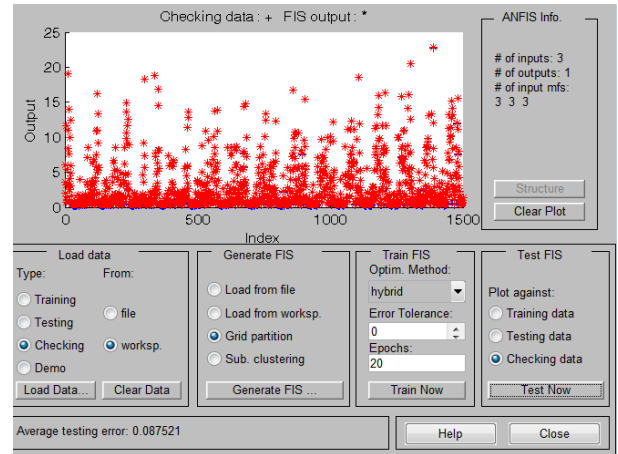 Checking data : + FIS output : *
25
20
15
10
5
0
Output
0
500
1000
1500
Index
ANFIS Info.
# of inputs: 3
# of outputs: 1
# of input mfs:
3 3 3
Structure
Clear Plot
Load data
Type:
From:
Training
Testing
Checking
Demo
file
worksp.
Load Data...
Clear Data
Generate FIS
Load from file
Load from worksp.
Grid partition
Sub. clustering
Generate FIS ...
Train FIS
Optim. Method:
hybrid
Error Tolerance:
0
Epochs:
20
Train Now
Test FIS
Plot against:
Training data
Testing data
Checking data
Test Now
Average testing error: 0.087521
Help
Close